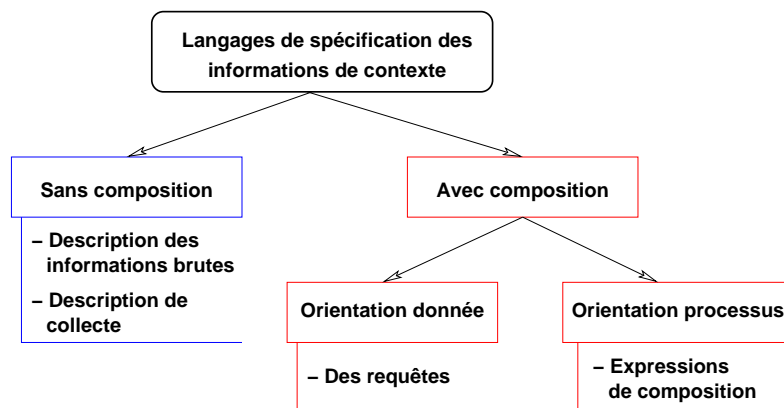 Langages de spécification des
informations de contexte
Sans composition
– Description des
informations brutes
– Description de
collecte
Avec composition
Orientation donnée
– Des requêtes
Orientation processus
– Expressions
de composition